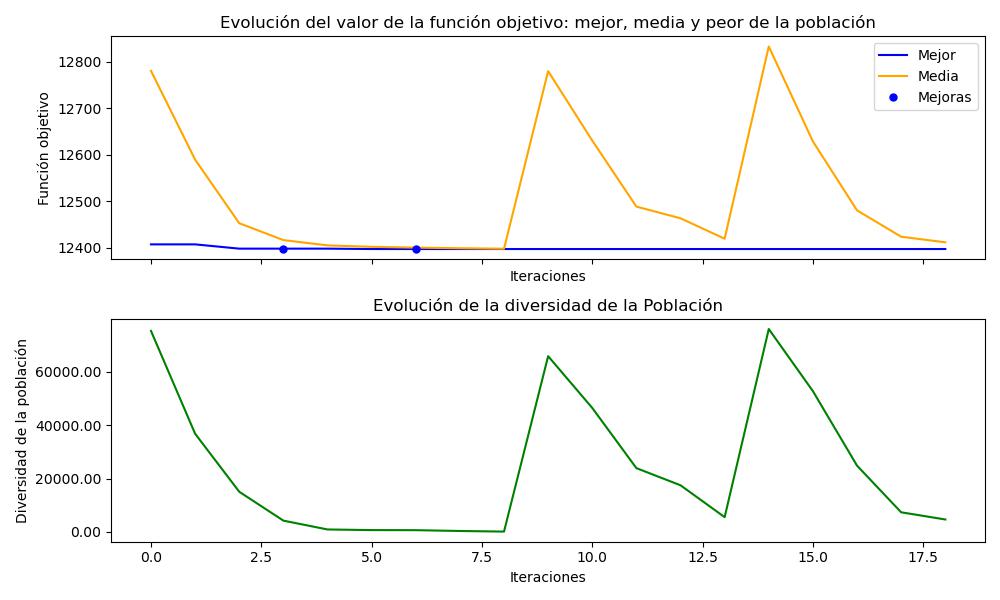 Evolución del valor de la función objetivo: mejor, media y peor de la población
Función objetivo
12800
12700
12600
12500
12400
Mejor
Media
Mejoras
Iteraciones
Evolución de la diversidad de la Población
Diversidad de la población
60000.00
40000.00
20000.00
0.00
0.0 2.5 5.0 7.5 10.0 12.5 15.0 17.5
Iteraciones